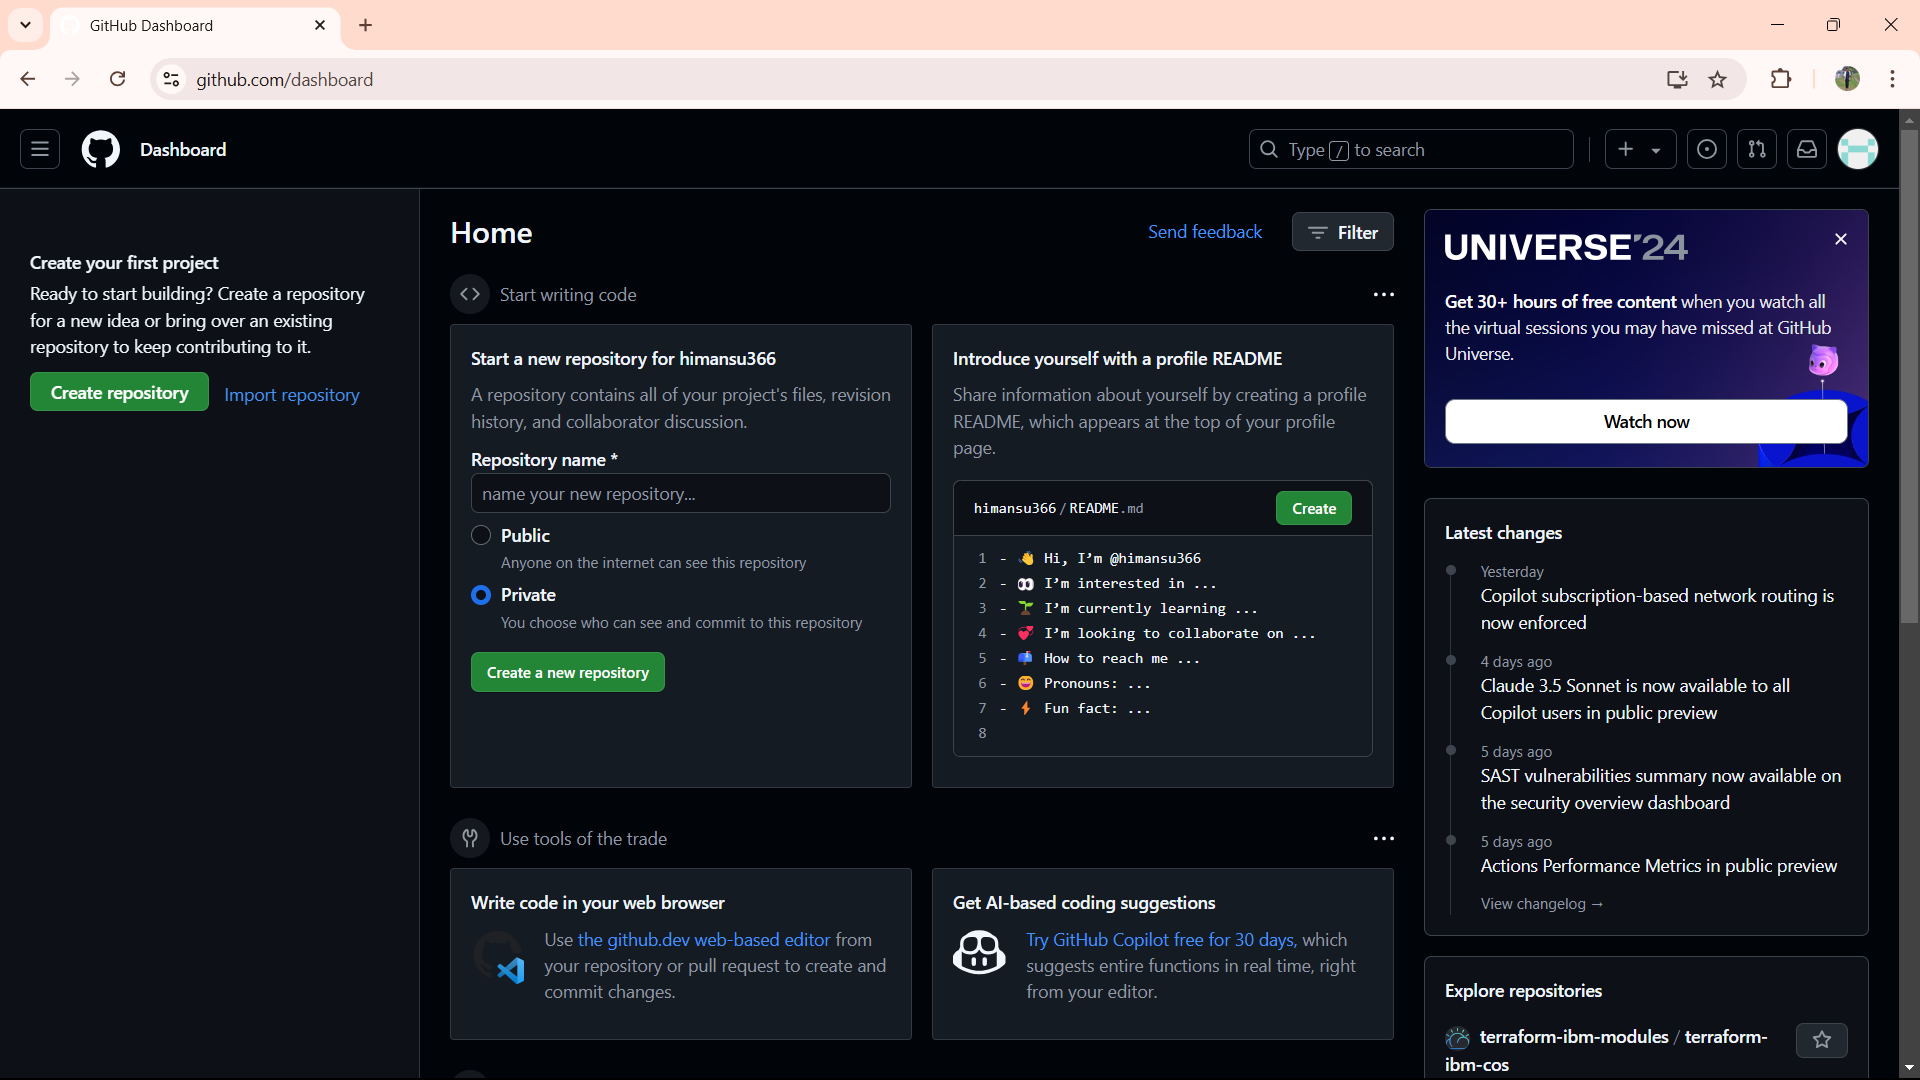 GitHub Dashboard
github.com/dashboard
Dashboard
Type / to search
Create your first project
Ready to start building? Create a repository
for a new idea or bring over an existing
repository to keep contributing to it.
Create repository
Import repository
Home
Send feedback
Filter
Start writing code
Start a new repository for himansu366
A repository contains all of your project's files, revision
history, and collaborator discussion.
Repository name *
name your new repository...
Public
Anyone on the internet can see this repository
Private
You choose who can see and commit to this repository
Create a new repository
Introduce yourself with a profile README
Share information about yourself by creating a profile
README, which appears at the top of your profile
page.
himansu366 / README.md
Create
1 - 👋 Hi, I’m @himansu366
2 - 👀 I’m interested in ...
3 - 🌱 I’m currently learning ...
4 - 💞️ I’m looking to collaborate on ...
5 - 📫 How to reach me ...
6 - 😄 Pronouns: ...
7 - ⚡ Fun fact: ...
8
Use tools of the trade
Write code in your web browser
Use the github.dev web-based editor from
your repository or pull request to create and
commit changes.
Get AI-based coding suggestions
Try GitHub Copilot free for 30 days, which
suggests entire functions in real time, right
from your editor.
UNIVERSE'24
Get 30+ hours of free content when you watch all
the virtual sessions you may have missed at GitHub
Universe.
Watch now
Latest changes
Yesterday
Copilot subscription-based network routing is
now enforced
4 days ago
Claude 3.5 Sonnet is now available to all
Copilot users in public preview
5 days ago
SAST vulnerabilities summary now available on
the security overview dashboard
5 days ago
Actions Performance Metrics in public preview
View changelog →
Explore repositories
terraform-ibm-modules / terraform-
ibm-cos